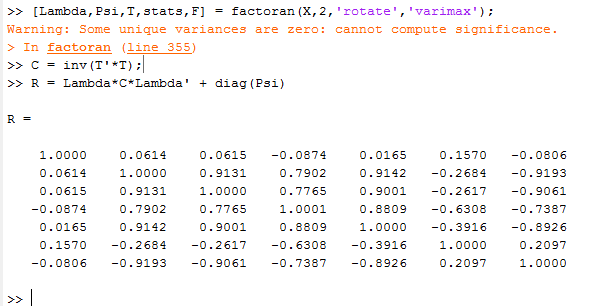 >> [Lambda,Psi,T,stats,F] = factoran(X,2,'rotate','varimax');
Warning: Some unique variances are zero: cannot compute significance.
> In factoran (line 355)
>> C = inv(T'*T);
>> R = Lambda*C*Lambda' + diag(Psi)
R =
1.0000 0.0614 0.0615 -0.0874 0.0165 0.1570 -0.0806
0.0614 1.0000 0.9131 0.7902 0.9142 -0.2684 -0.9193
0.0615 0.9131 1.0000 0.7765 0.9001 -0.2617 -0.9061
-0.0874 0.7902 0.7765 1.0001 0.8809 -0.6308 -0.7387
0.0165 0.9142 0.9001 0.8809 1.0000 -0.3916 -0.8926
0.1570 -0.2684 -0.2617 -0.6308 -0.3916 1.0000 0.2097
-0.0806 -0.9193 -0.9061 -0.7387 -0.8926 0.2097 1.0000
>>